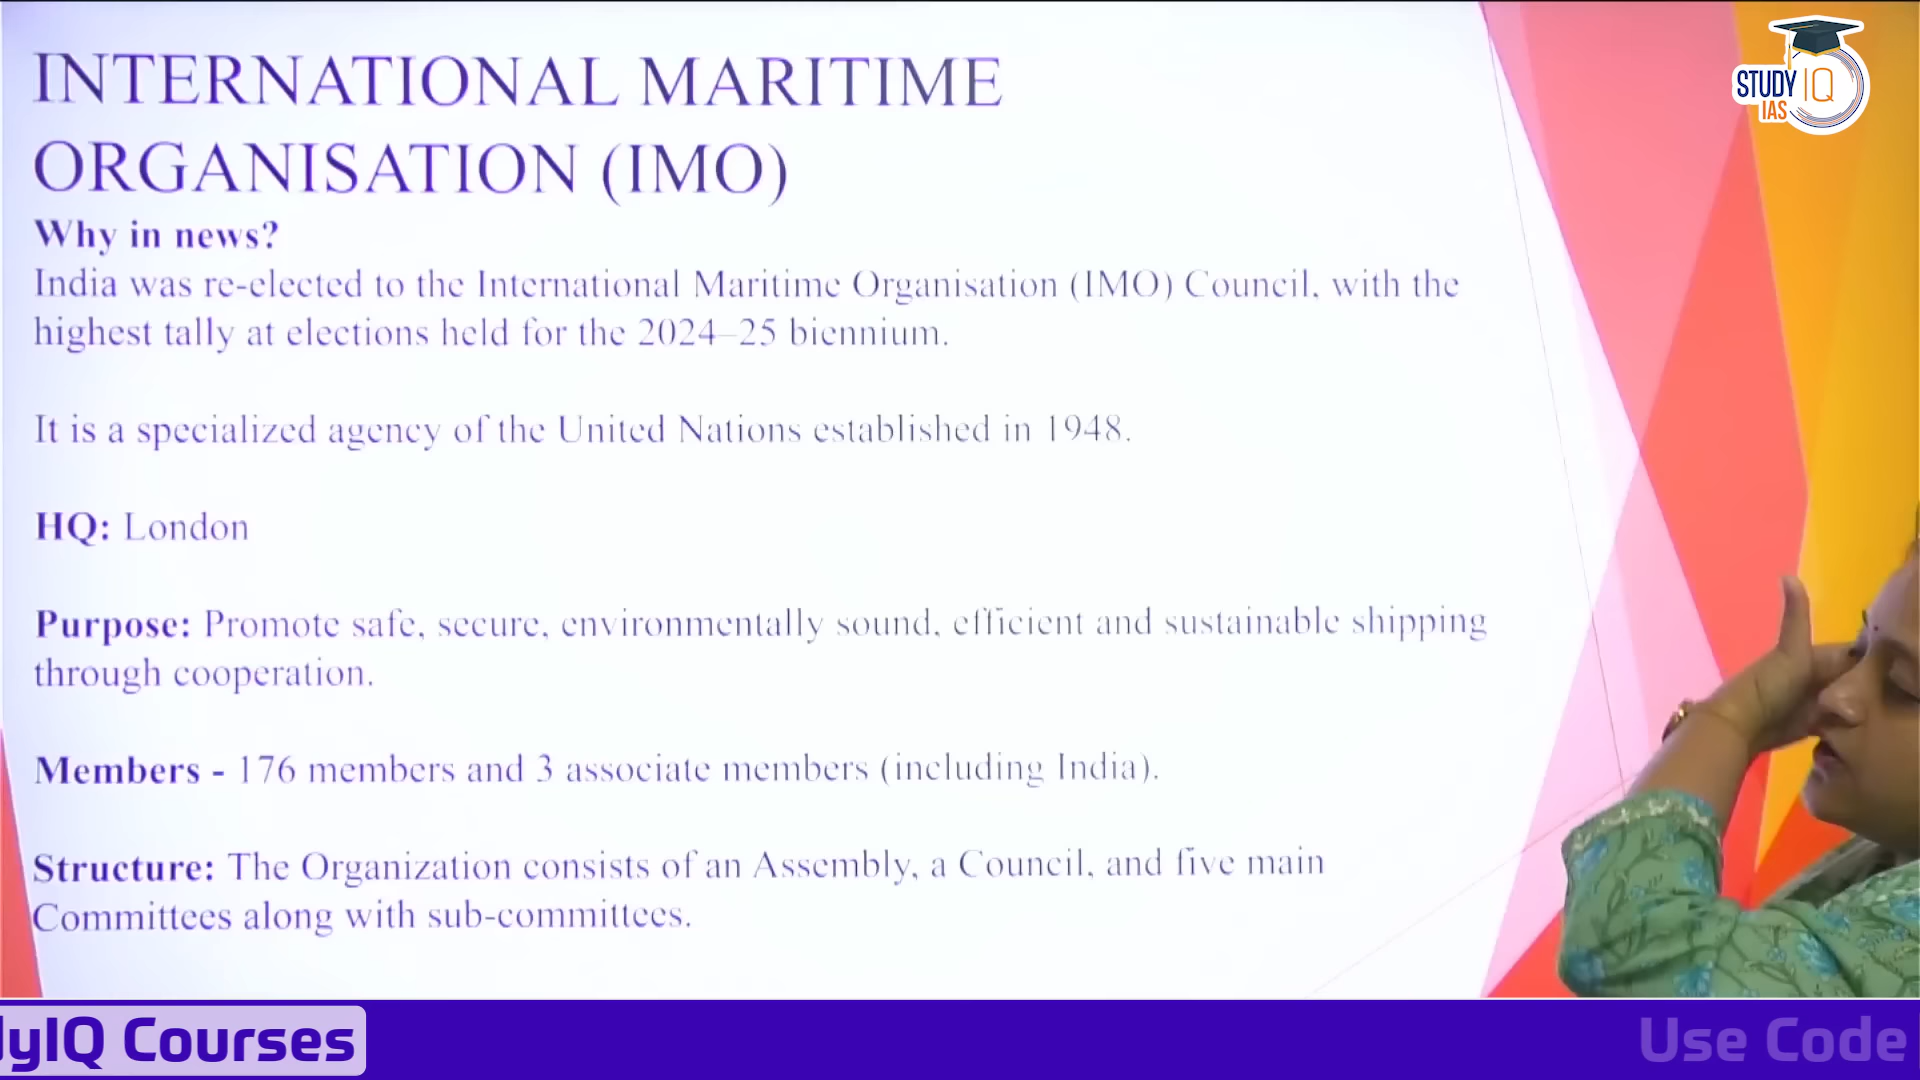 INTERNATIONAL MARITIME
ORGANISATION (IMO)
Why in news?
India was re-elected to the International Maritime Organisation (IMO) Council, with the
highest tally at elections held for the 2024–25 biennium.
It is a specialized agency of the United Nations established in 1948.
HQ: London
Purpose: Promote safe, secure, environmentally sound, efficient and sustainable shipping
through cooperation.
Members - 176 members and 3 associate members (including India).
Structure: The Organization consists of an Assembly, a Council, and five main
Committees along with sub-committees.
STUDY IQ
IAS
dyIQ Courses
Use Code